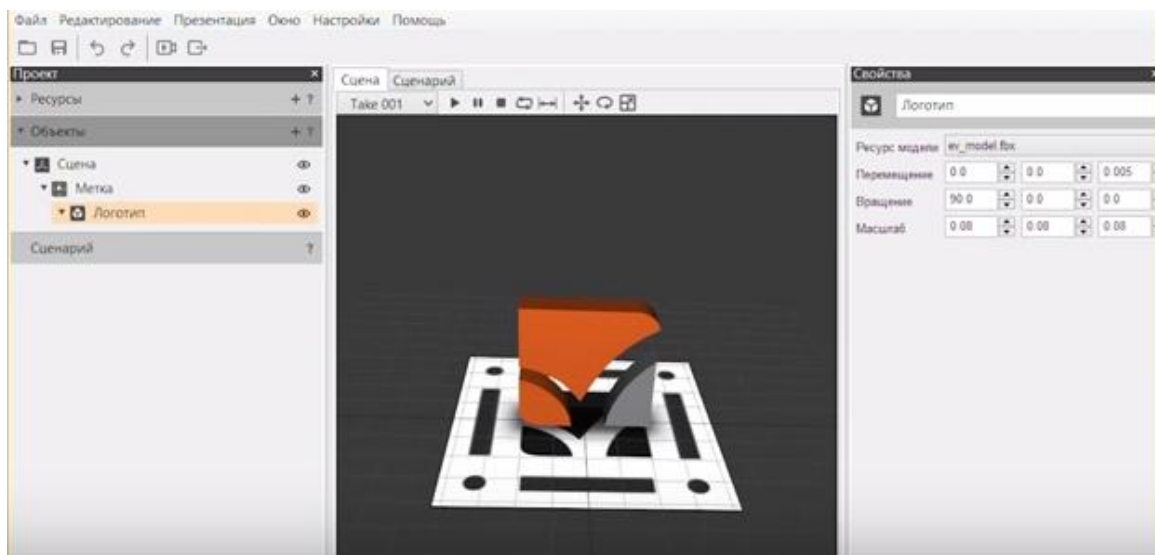 Файл Редактирование Презентация Окно Настройки Помощь
Проект ×
Ресурсы + ?
Объекты + ?
Сцена
Метка
Логотип
Сценарий ?
Сцена Сценарий
Take 001
Свойства
Логотип
Ресурс модели ev_model.fbx
Перемещение 0.0 0.0 0.005
Вращение 90.0 0.0 0.0
Масштаб 0.08 0.08 0.08